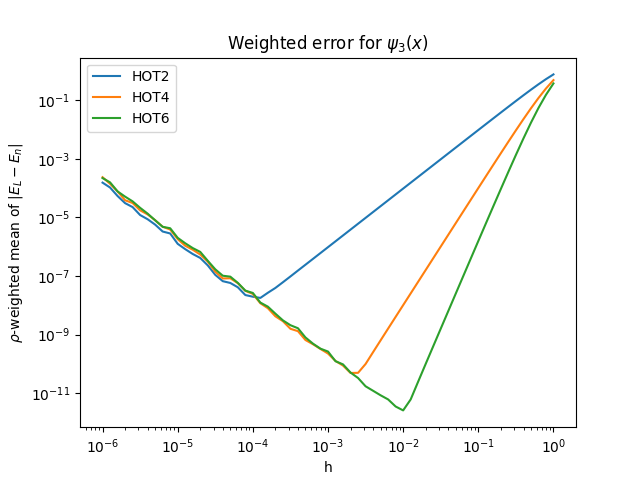 Weighted error for ψ₃(x)
HOT2
HOT4
HOT6
ρ-weighted mean of |E_L − E_n|
10⁻¹
10⁻³
10⁻⁵
10⁻⁷
10⁻⁹
10⁻¹¹
10⁻⁶ 10⁻⁵ 10⁻⁴ 10⁻³ 10⁻² 10⁻¹ 10⁰
h